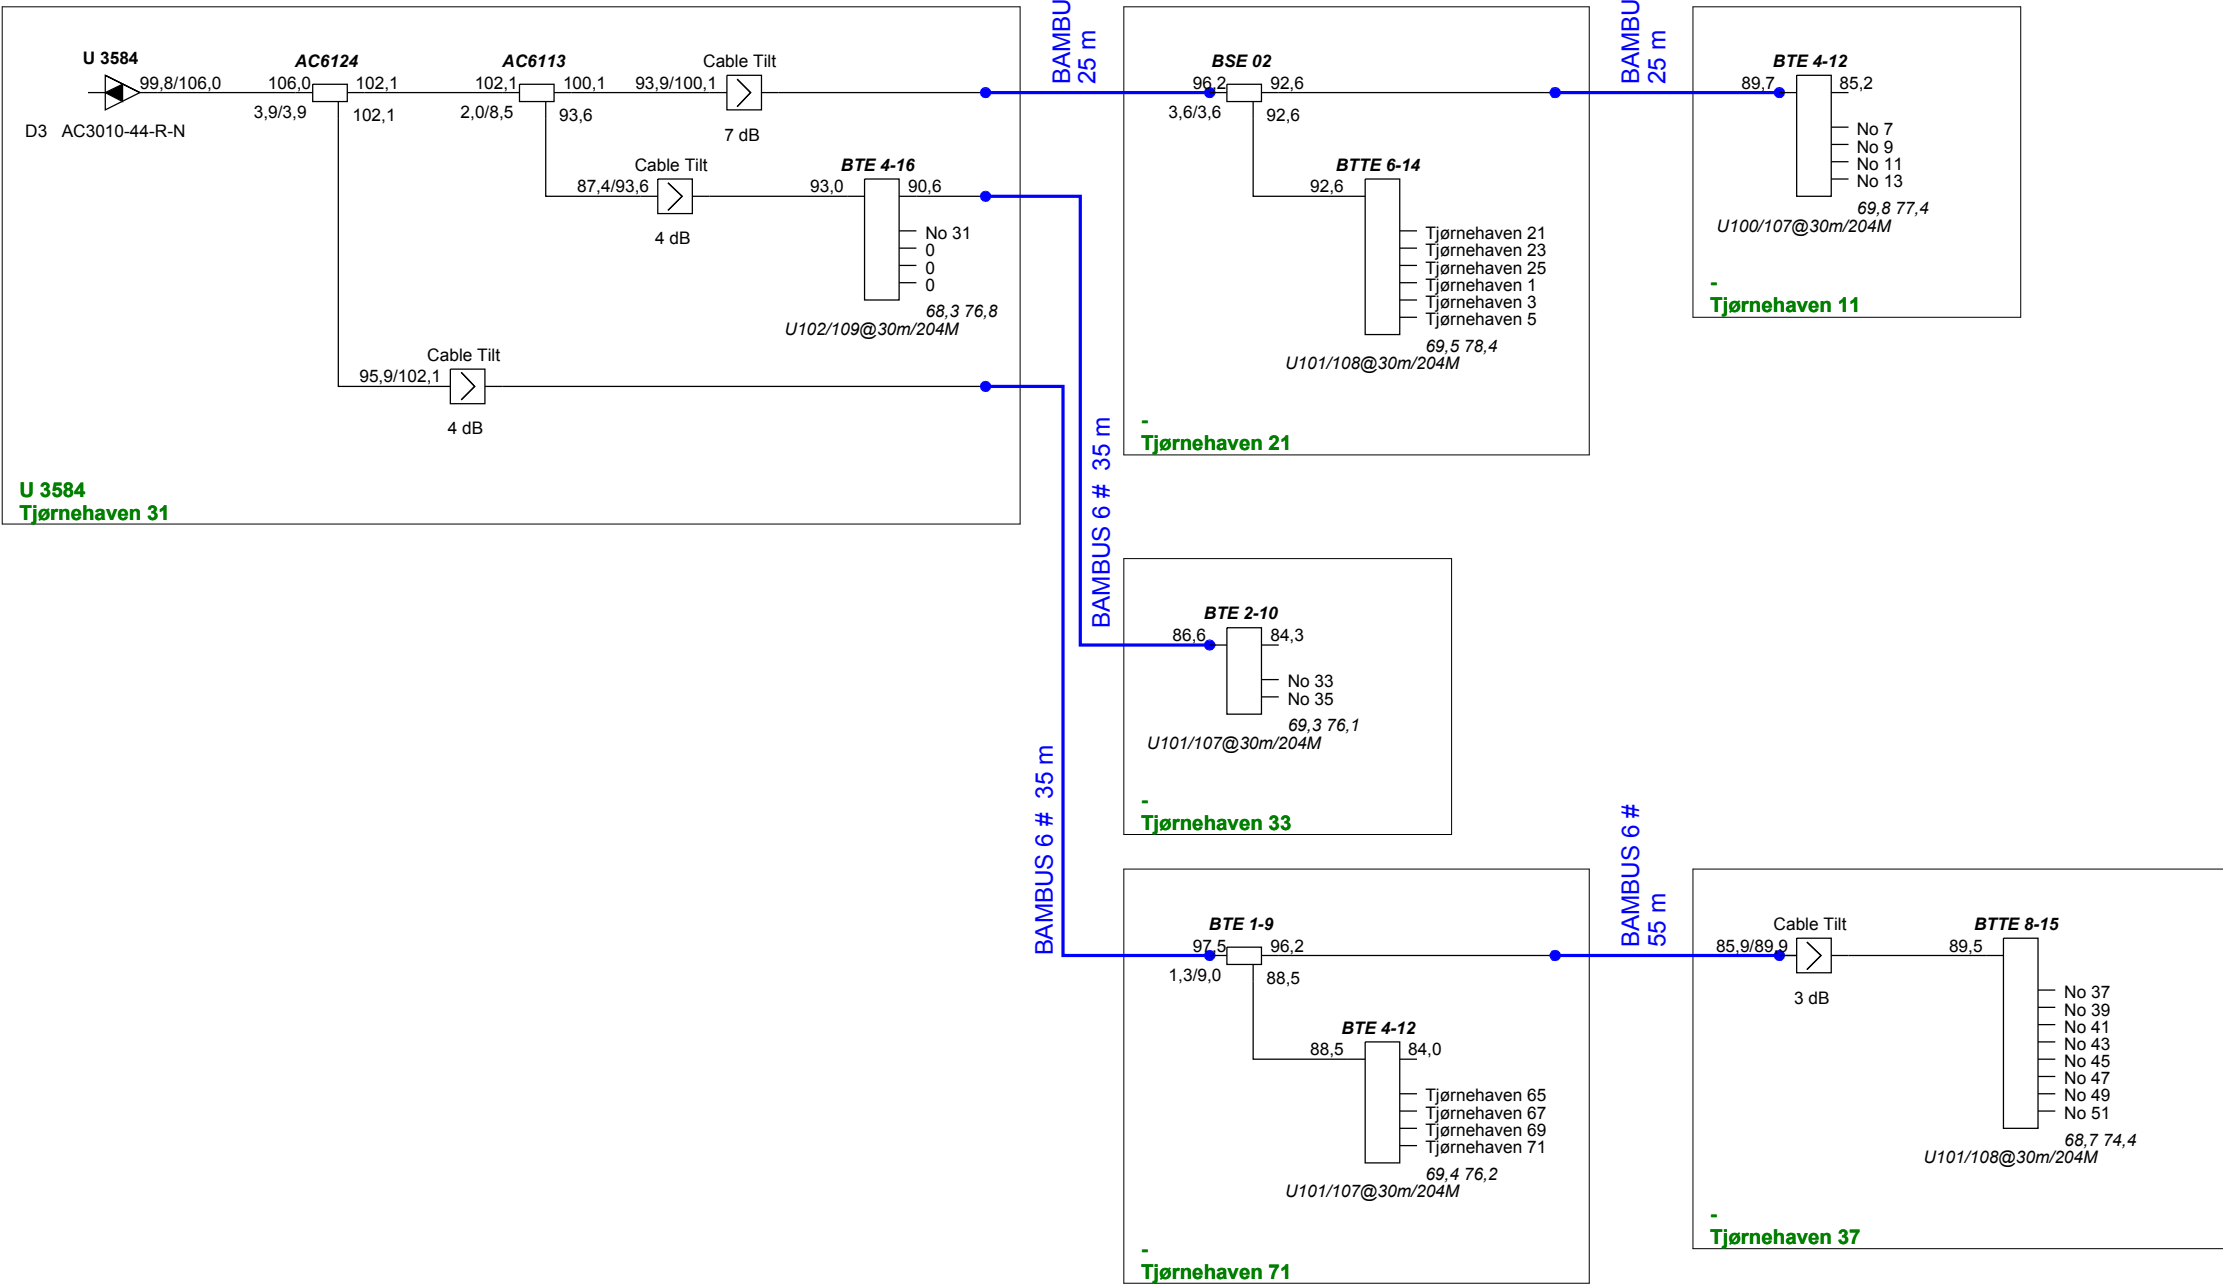 U 3584
99,8/106,0
D3 AC3010-44-R-N
AC6124
106,0 102,1
3,9/3,9 102,1
AC6113
102,1 100,1
2,0/8,5 93,6
Cable Tilt
93,9/100,1
7 dB
Cable Tilt
87,4/93,6
4 dB
BTE 4-16
93,0 90,6
No 31
0
0
0
68,3 76,8
U102/109@30m/204M
Cable Tilt
95,9/102,1
4 dB
U 3584
Tjørnehaven 31
BAMBU
25 m
BSE 02
96,2 92,6
3,6/3,6 92,6
BTTE 6-14
92,6
Tjørnehaven 21
Tjørnehaven 23
Tjørnehaven 25
Tjørnehaven 1
Tjørnehaven 3
Tjørnehaven 5
69,5 78,4
U101/108@30m/204M
-
Tjørnehaven 21
BAMBU
25 m
BTE 4-12
89,7 85,2
No 7
No 9
No 11
No 13
69,8 77,4
U100/107@30m/204M
-
Tjørnehaven 11
BAMBUS 6 # 35 m
BTE 2-10
86,6 84,3
No 33
No 35
69,3 76,1
U101/107@30m/204M
-
Tjørnehaven 33
BAMBUS 6 # 35 m
BTE 1-9
97,5 96,2
1,3/9,0 88,5
BTE 4-12
88,5 84,0
Tjørnehaven 65
Tjørnehaven 67
Tjørnehaven 69
Tjørnehaven 71
69,4 76,2
U101/107@30m/204M
-
Tjørnehaven 71
BAMBUS 6 #
55 m
Cable Tilt
85,9/89,9
3 dB
BTTE 8-15
89,5
No 37
No 39
No 41
No 43
No 45
No 47
No 49
No 51
68,7 74,4
U101/108@30m/204M
-
Tjørnehaven 37